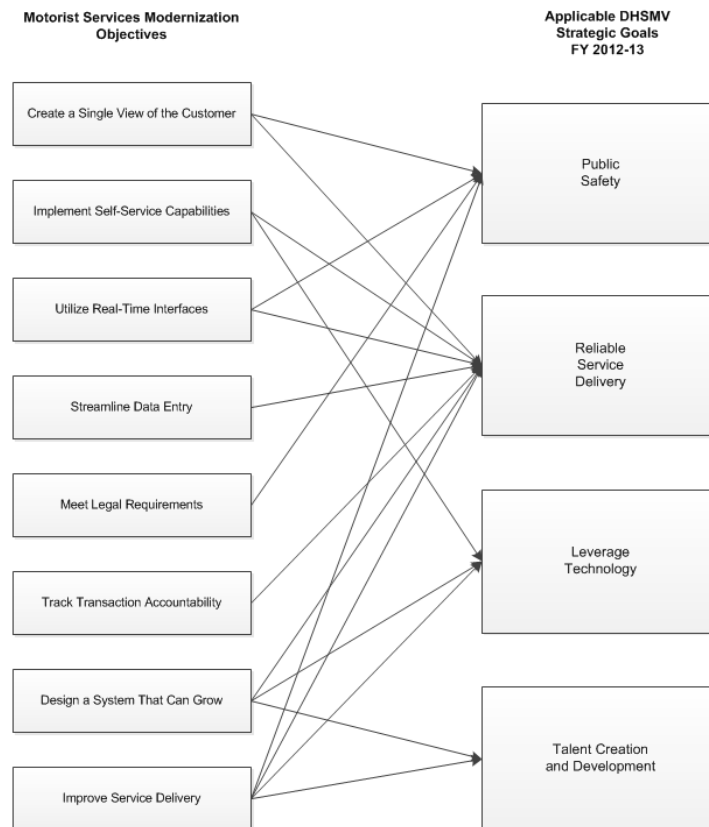 Motorist Services Modernization
Objectives
Applicable DHSMV
Strategic Goals
FY 2012-13
Create a Single View of the Customer
Implement Self-Service Capabilities
Utilize Real-Time Interfaces
Streamline Data Entry
Meet Legal Requirements
Track Transaction Accountability
Design a System That Can Grow
Improve Service Delivery
Public
Safety
Reliable
Service
Delivery
Leverage
Technology
Talent Creation
and Development